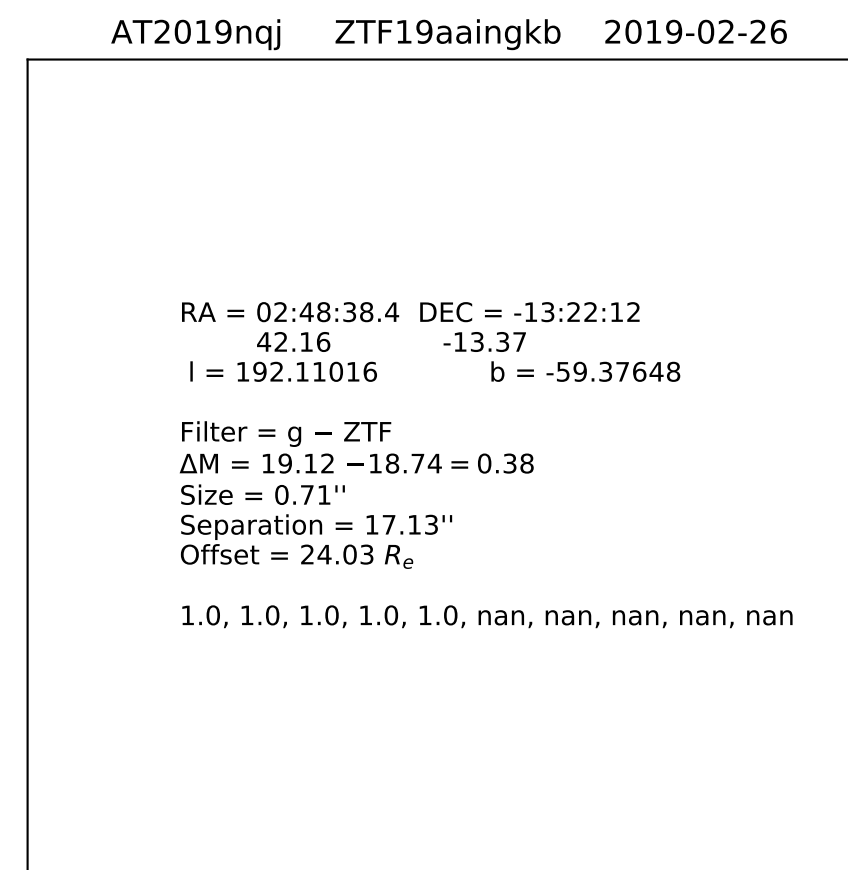 AT2019nqj ZTF19aaingkb 2019-02-26
RA = 02:48:38.4 DEC = -13:22:12
42.16 -13.37
l = 192.11016 b = -59.37648
Filter = g − ZTF
ΔM = 19.12 −18.74 = 0.38
Size = 0.71''
Separation = 17.13''
Offset = 24.03 Rₑ
1.0, 1.0, 1.0, 1.0, 1.0, nan, nan, nan, nan, nan